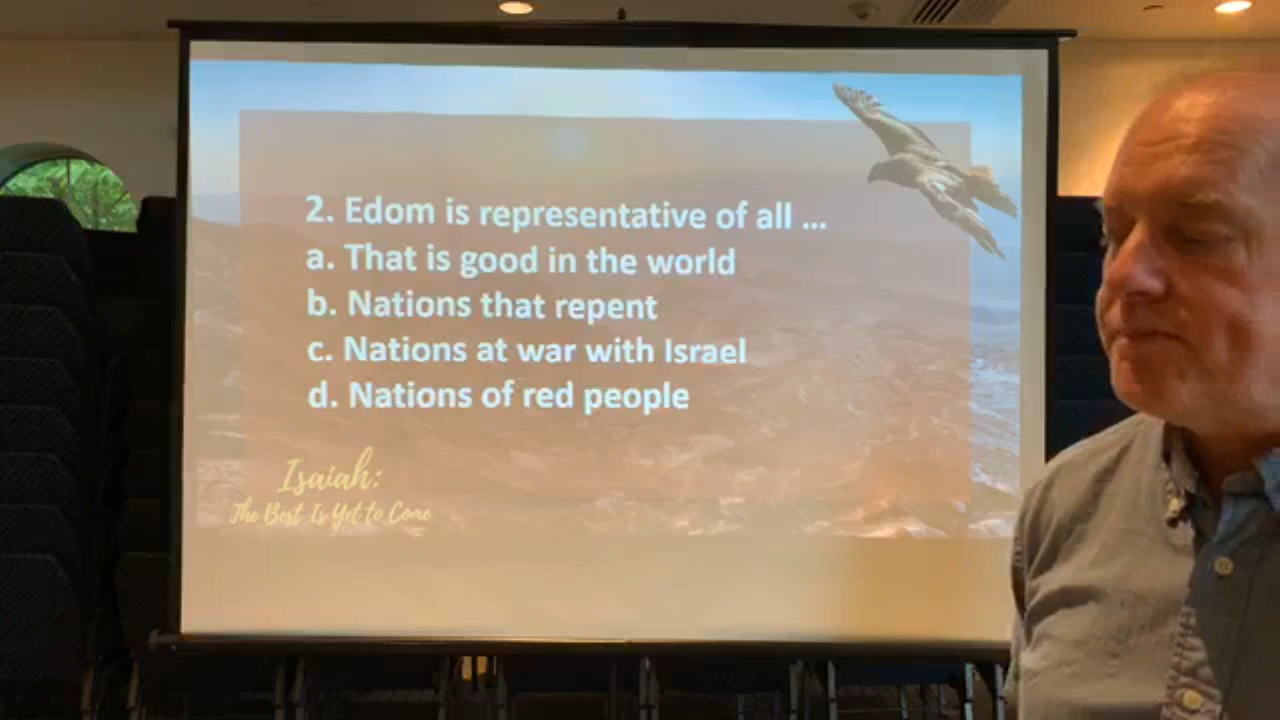 2. Edom is representative of all ...
a. That is good in the world
b. Nations that repent
c. Nations at war with Israel
d. Nations of red people
Isaiah:
The Best Is Yet to Come